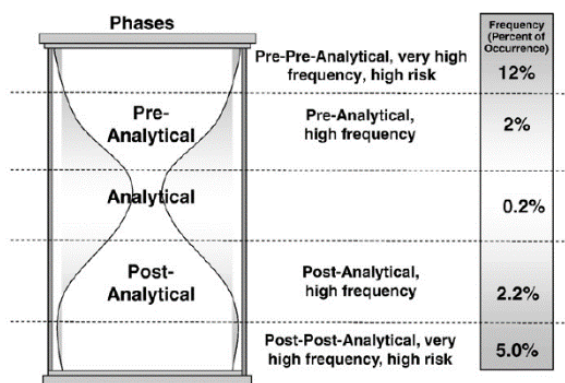 Phases
Frequency
(Percent of
Occurrence)
Pre-Pre-Analytical, very high
frequency, high risk
12%
Pre-
Analytical
Pre-Analytical,
high frequency
2%
Analytical
0.2%
Post-
Analytical
Post-Analytical,
high frequency
2.2%
Post-Post-Analytical, very
high frequency, high risk
5.0%